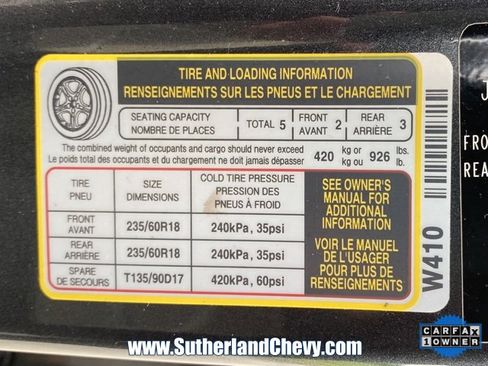 TIRE AND LOADING INFORMATION
RENSEIGNEMENTS SUR LES PNEUS ET LE CHARGEMENT
SEATING CAPACITY
NOMBRE DE PLACES
TOTAL 5
FRONT
AVANT 2
REAR
ARRIÈRE 3
The combined weight of occupants and cargo should never exceed
Le poids total des occupants et du chargement ne doit jamais dépasser
420 kg or
kg ou 926 lbs.
lb.
TIRE
PNEU
SIZE
DIMENSIONS
COLD TIRE PRESSURE
PRESSION DES
PNEUS À FROID
FRONT
AVANT
235/60R18
240kPa, 35psi
REAR
ARRIÈRE
235/60R18
240kPa, 35psi
SPARE
DE SECOURS
T135/90D17
420kPa, 60psi
SEE OWNER'S
MANUAL FOR
ADDITIONAL
INFORMATION
VOIR LE MANUEL
DE L'USAGER
POUR PLUS DE
RENSEIGNEMENTS
W410
J
FRO
REA
www.SutherlandChevy.com
CARFAX
1 OWNER